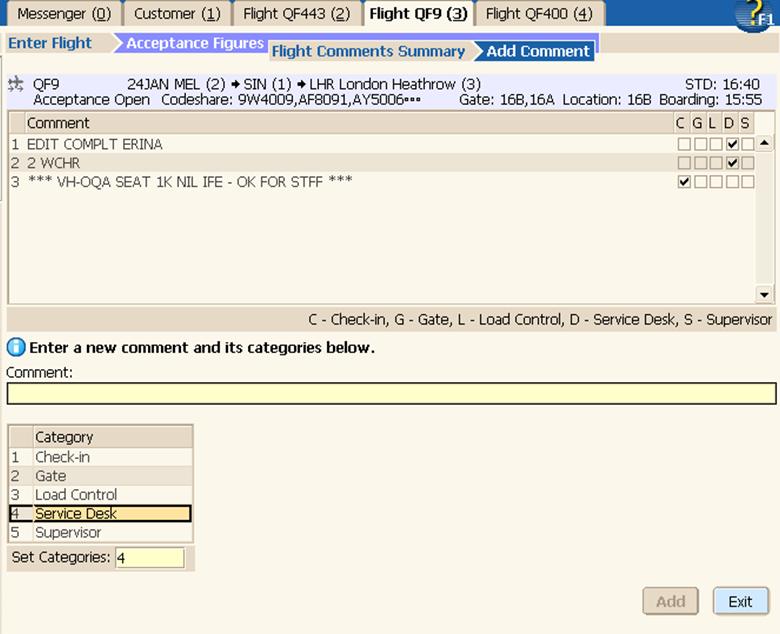 Messenger (0) Customer (1) Flight QF443 (2) Flight QF9 (3) Flight QF400 (4) ?F1
Enter Flight Acceptance Figures Flight Comments Summary Add Comment
QF9 24JAN MEL (2) → SIN (1) → LHR London Heathrow (3) STD: 16:40
Acceptance Open Codeshare: 9W4009,AF8091,AY5006••• Gate: 16B,16A Location: 16B Boarding: 15:55
Comment C G L D S
1 EDIT COMPLT ERINA
2 2 WCHR
3 *** VH-OQA SEAT 1K NIL IFE - OK FOR STFF ***
C - Check-in, G - Gate, L - Load Control, D - Service Desk, S - Supervisor
Enter a new comment and its categories below.
Comment:
Category
1 Check-in
2 Gate
3 Load Control
4 Service Desk
5 Supervisor
Set Categories: 4
Add Exit